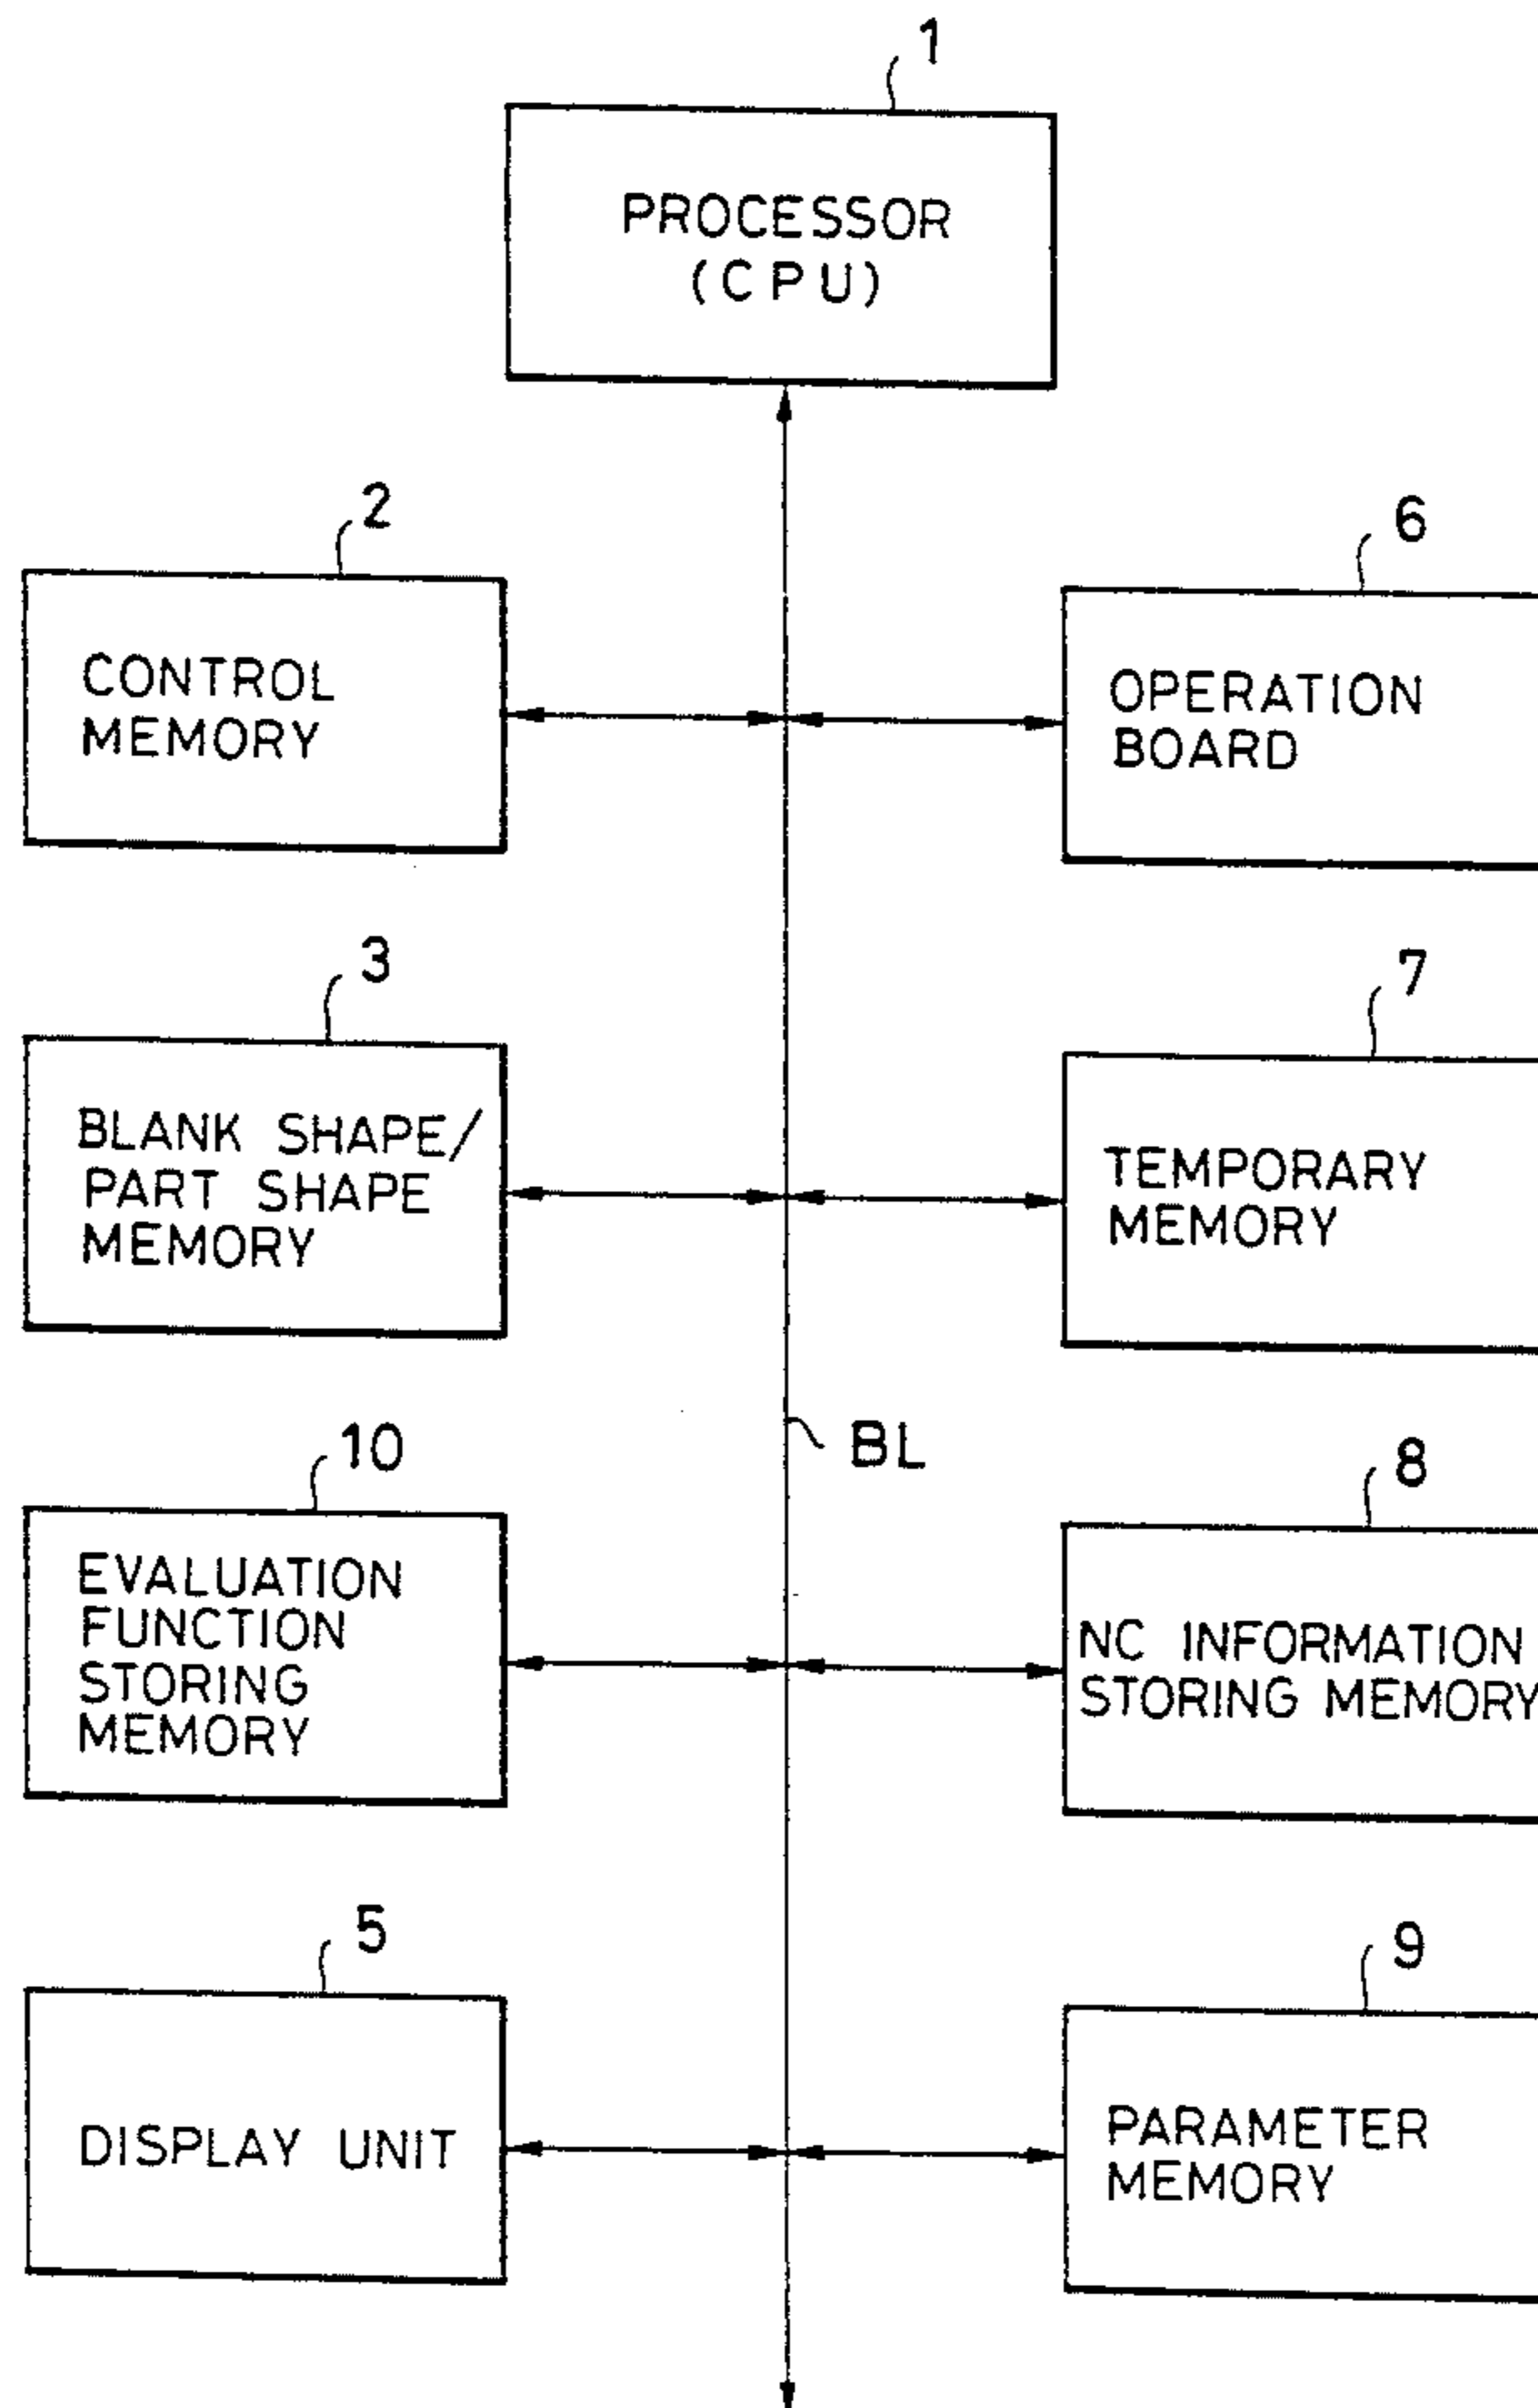 1
PROCESSOR
(CPU)
2
CONTROL
MEMORY
6
OPERATION
BOARD
3
BLANK SHAPE/
PART SHAPE
MEMORY
7
TEMPORARY
MEMORY
BL
10
EVALUATION
FUNCTION
STORING
MEMORY
8
NC INFORMATION
STORING MEMORY
5
DISPLAY UNIT
9
PARAMETER
MEMORY